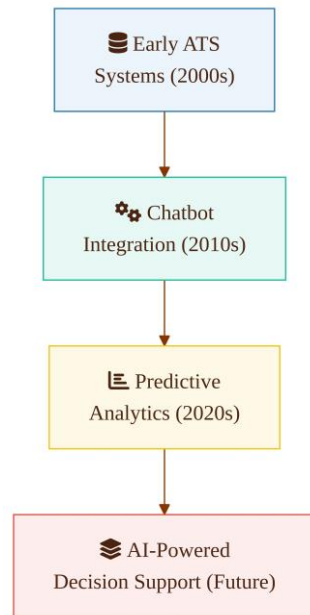 Early ATS
Systems (2000s)
Chatbot
Integration (2010s)
Predictive
Analytics (2020s)
AI-Powered
Decision Support (Future)